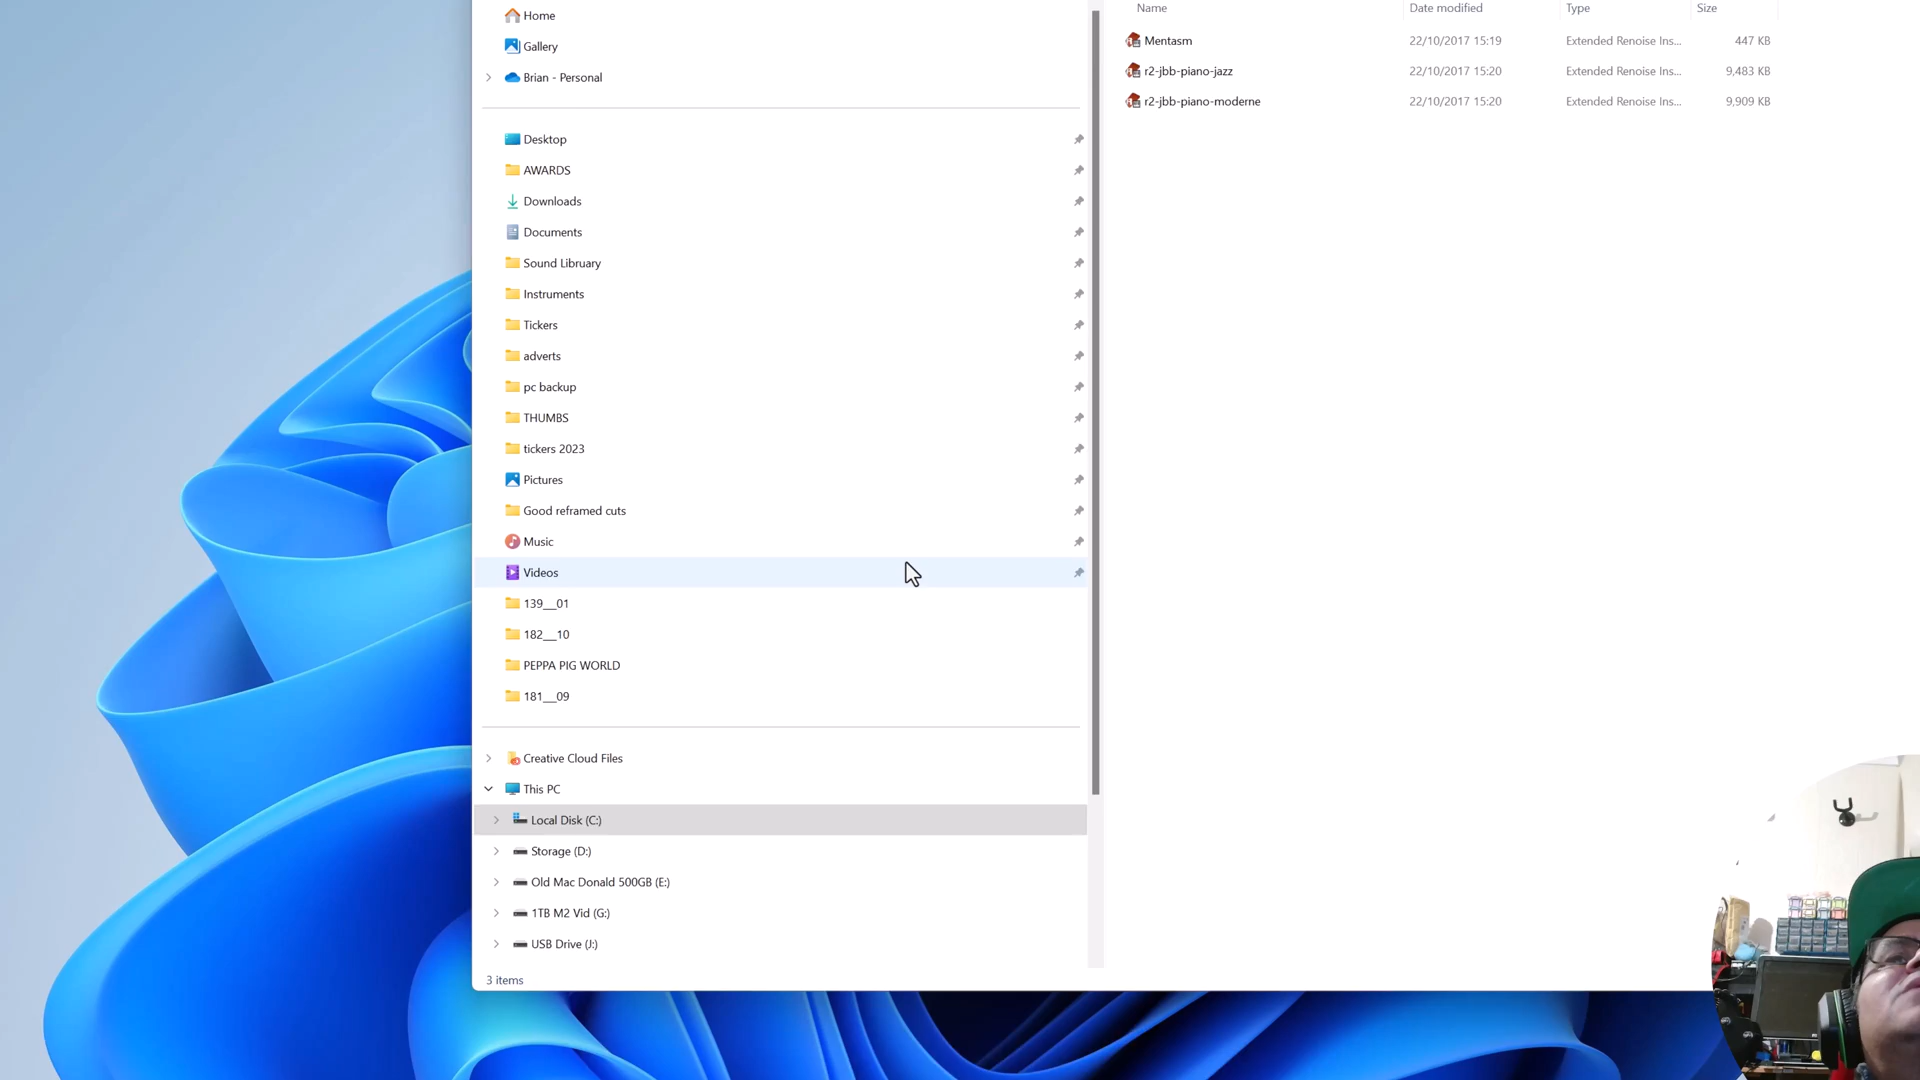 Home
Gallery
Brian - Personal
Desktop
AWARDS
Downloads
Documents
Sound Library
Instruments
Tickers
adverts
pc backup
THUMBS
tickers 2023
Pictures
Good reframed cuts
Music
Videos
139__01
182__10
PEPPA PIG WORLD
181__09
Creative Cloud Files
This PC
Local Disk (C:)
Storage (D:)
Old Mac Donald 500GB (E:)
1TB M2 Vid (G:)
USB Drive (J:)
3 items
Name Date modified Type Size
Mentasm 22/10/2017 15:19 Extended Renoise Ins... 447 KB
r2-jbb-piano-jazz 22/10/2017 15:20 Extended Renoise Ins... 9,483 KB
r2-jbb-piano-moderne 22/10/2017 15:20 Extended Renoise Ins... 9,909 KB